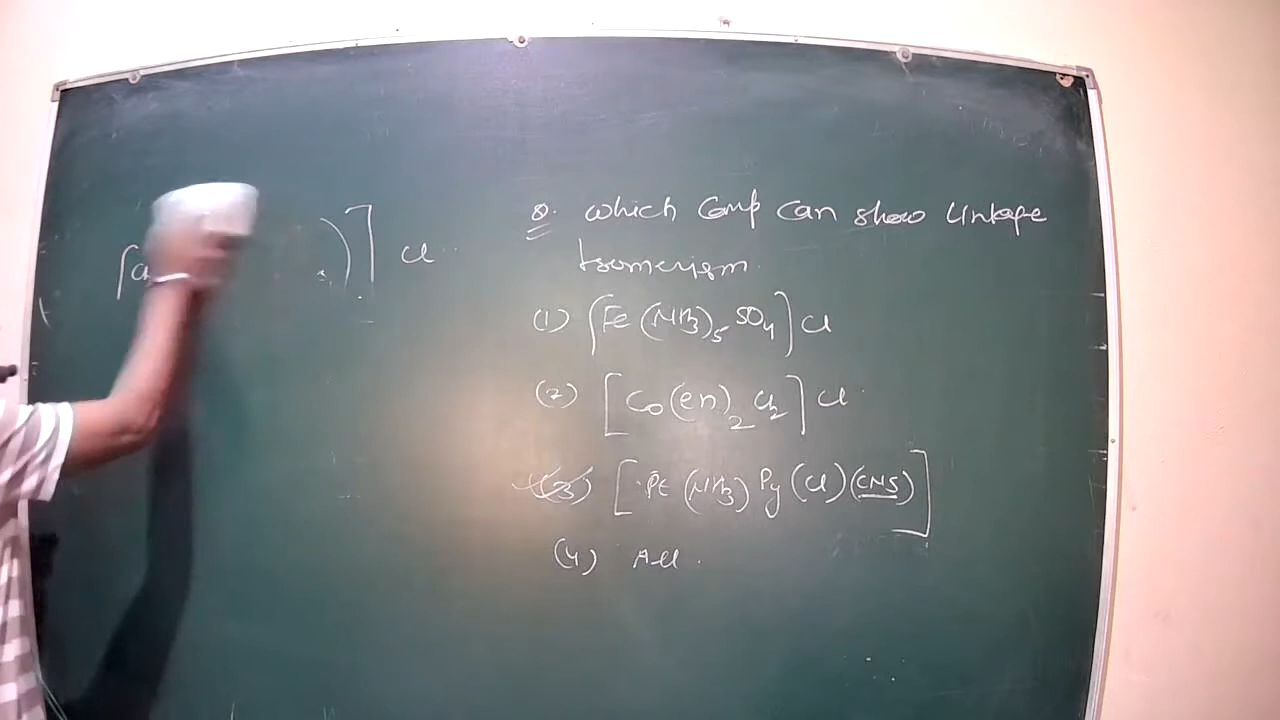 )] Cl
Q. which Comp can show Linkage
Isomerism.
(1) [Fe(NH3)5 SO4] Cl
(2) [Co(en)2 Cl2] Cl
(3) [Pt (NH3) Py (Cl) (CNS)]
(4) All.